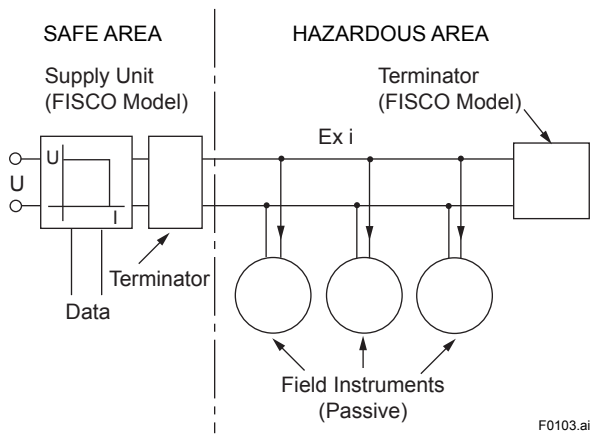 SAFE AREA
HAZARDOUS AREA
Supply Unit
(FISCO Model)
Terminator
(FISCO Model)
Ex i
U
U
I
Terminator
Data
Field Instruments
(Passive)
F0103.ai